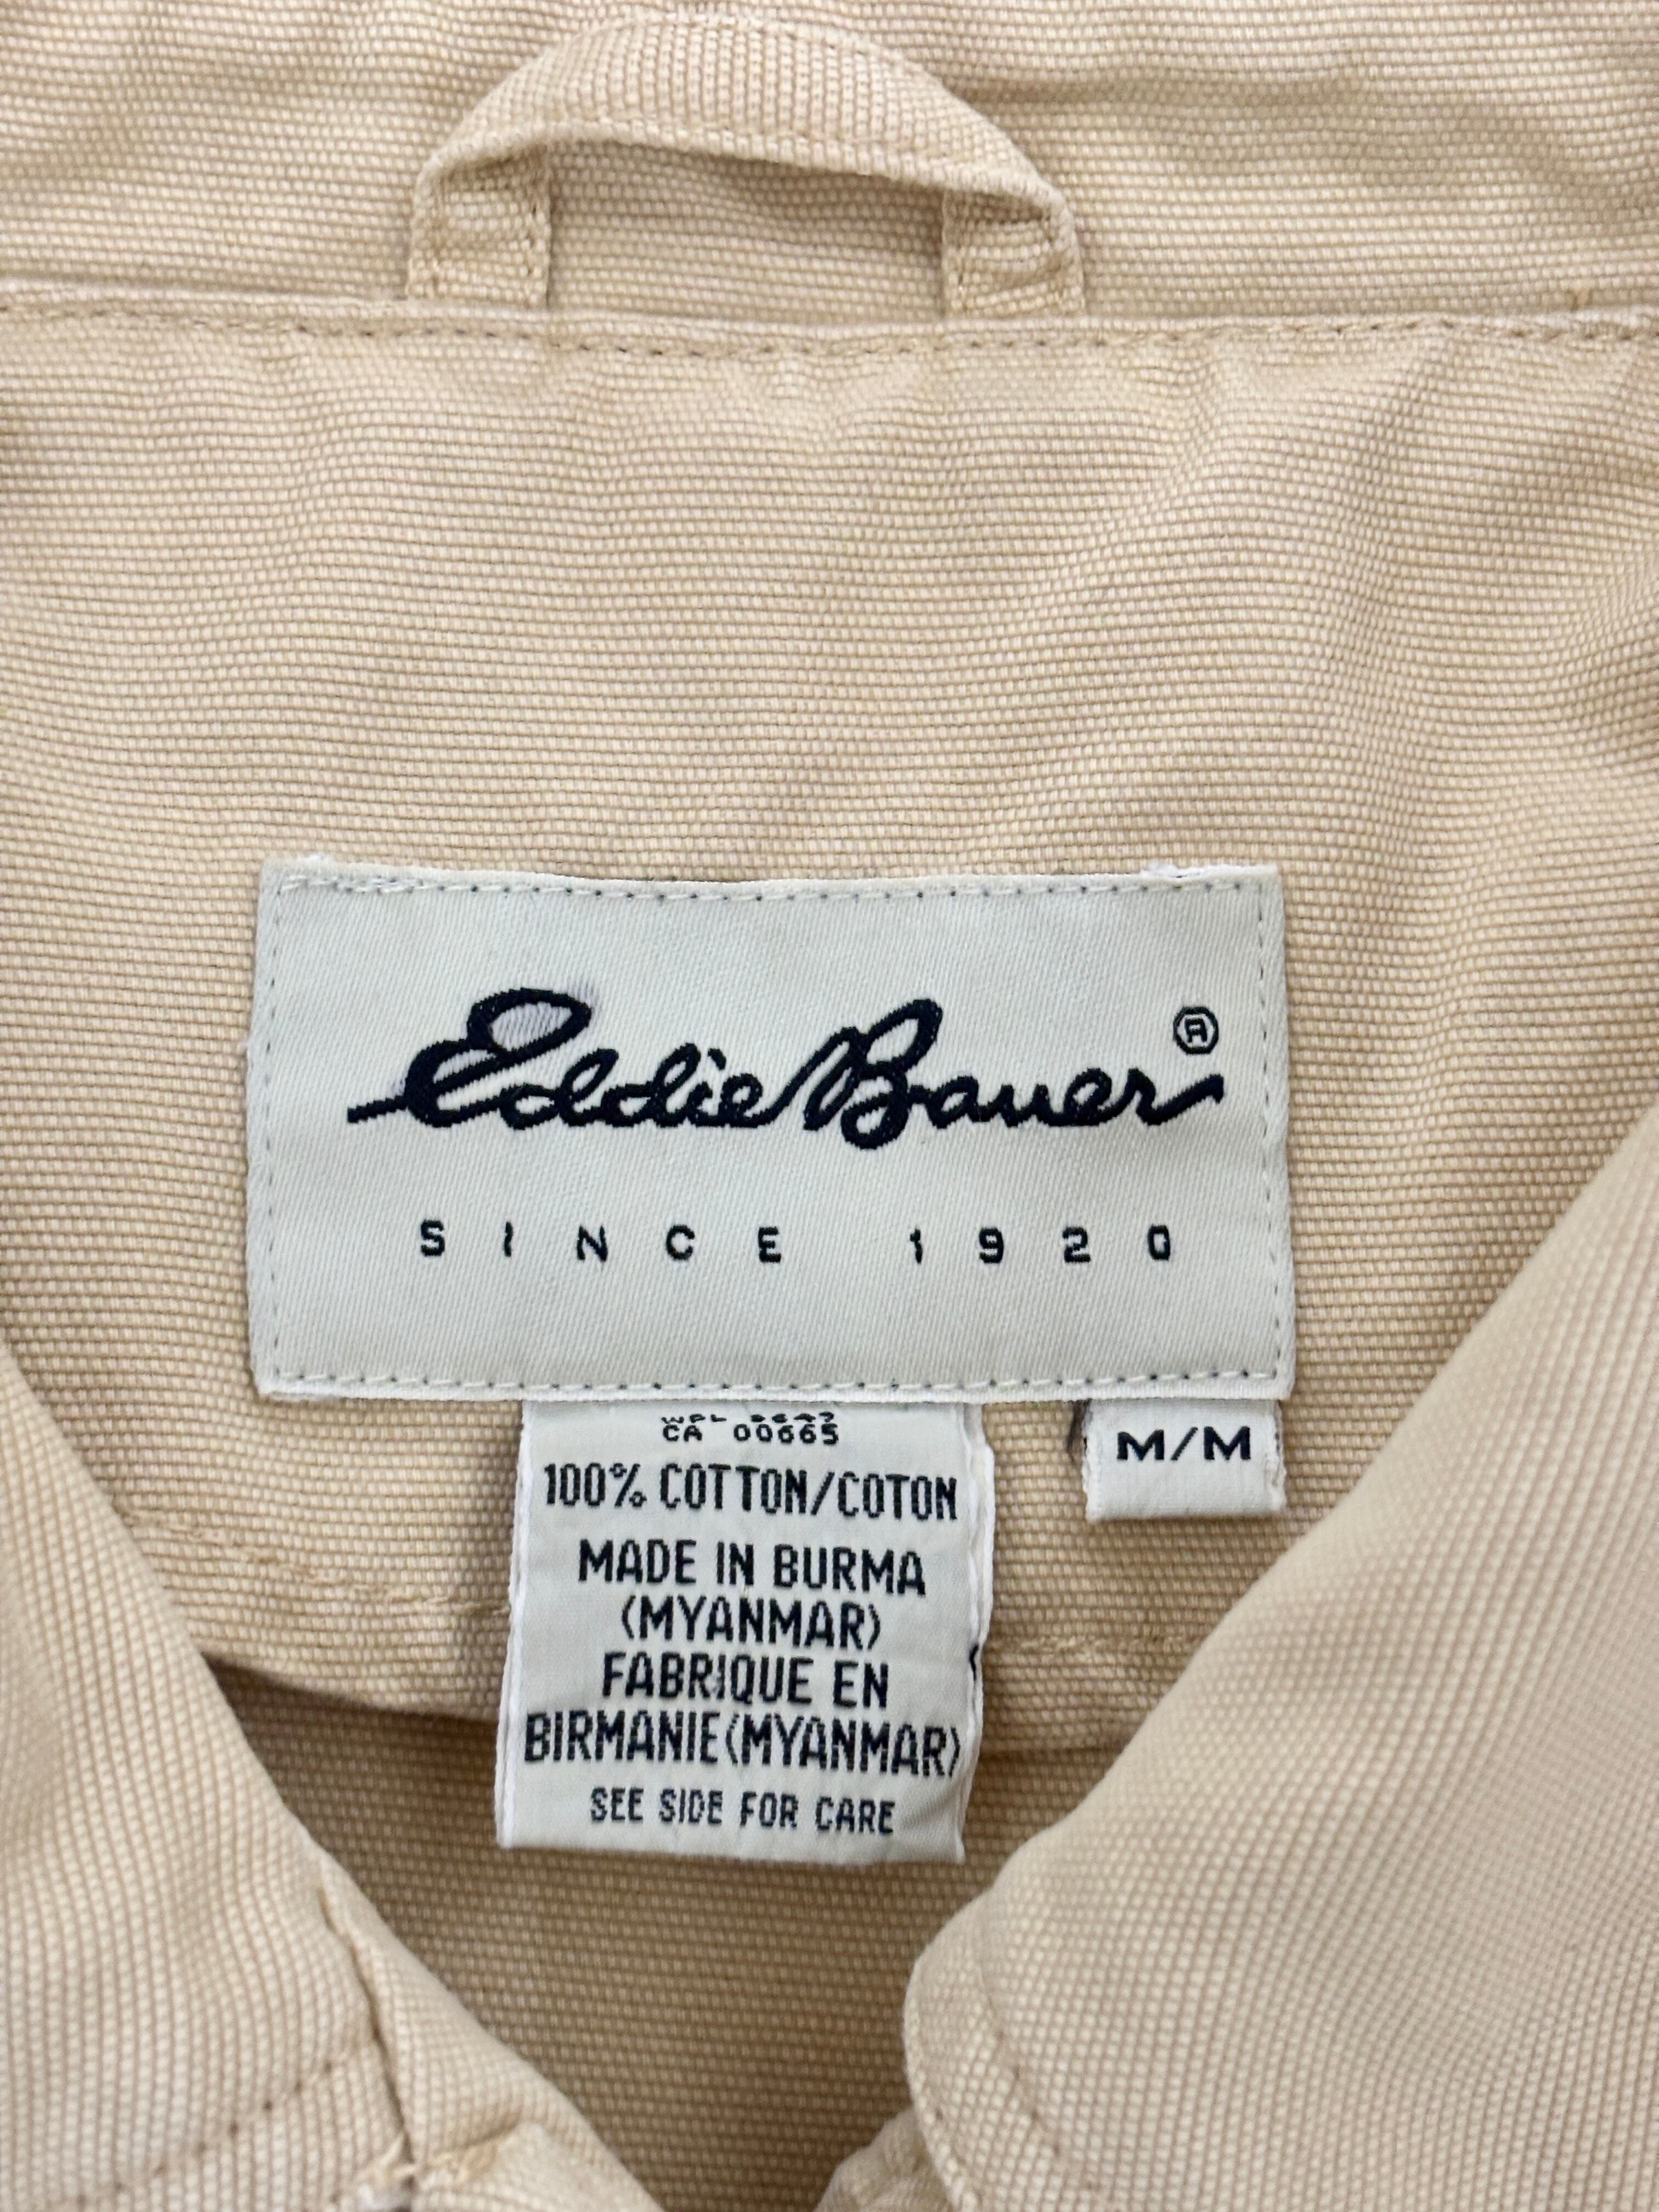 Eddie Bauer ®
SINCE 1920
M/M
CA 00665
100% COTTON/COTON
MADE IN BURMA
(MYANMAR)
FABRIQUE EN
BIRMANIE(MYANMAR)
SEE SIDE FOR CARE